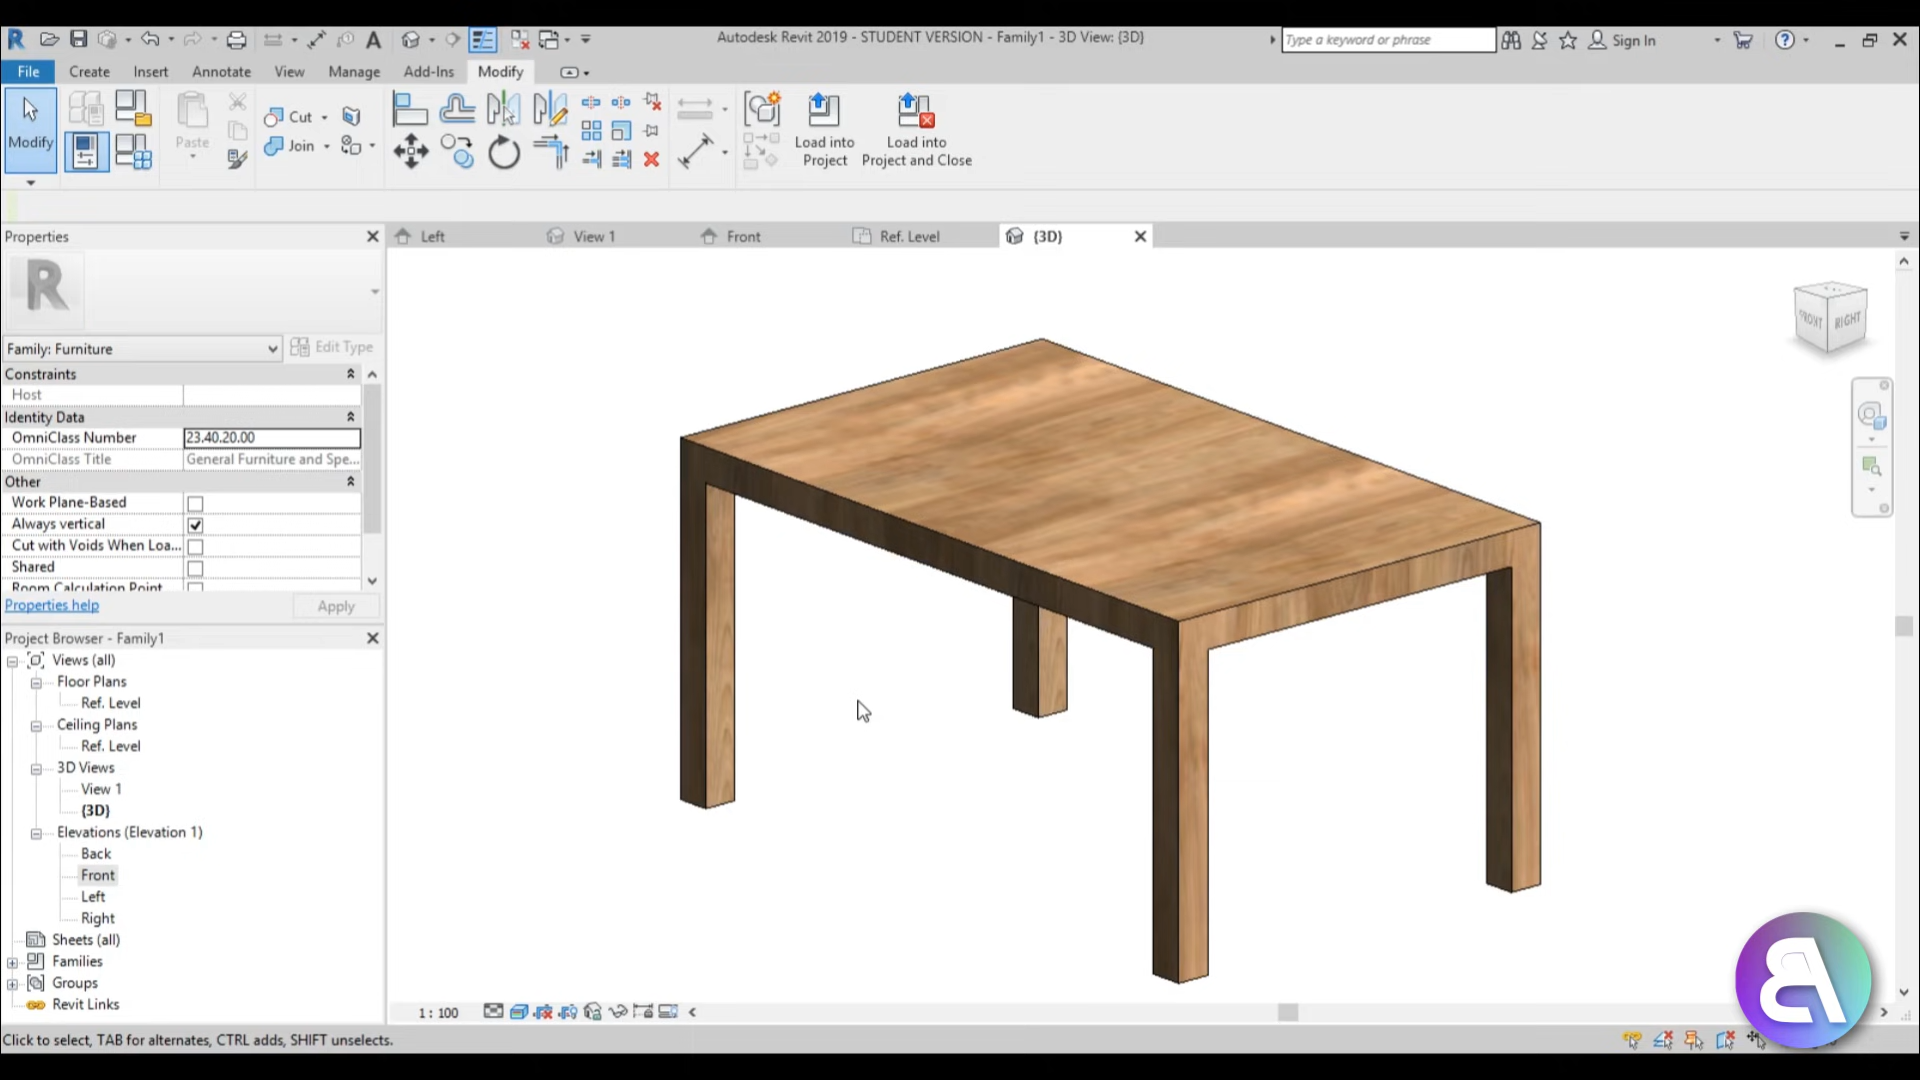 Autodesk Revit 2019 - STUDENT VERSION - Family1 - 3D View: {3D}
Type a keyword or phrase
Sign In
File Create Insert Annotate View Manage Add-Ins Modify
Modify
Paste
Cut
Join
Load into Project
Load into Project and Close
Properties
Left
View 1
Front
Ref. Level
{3D}
R
Family: Furniture
Edit Type
Constraints
Host
Identity Data
OmniClass Number 23.40.20.00
OmniClass Title General Furniture and Spe...
Other
Work Plane-Based
Always vertical
Cut with Voids When Loa...
Shared
Room Calculation Point
Properties help
Apply
Project Browser - Family1
Views (all)
Floor Plans
Ref. Level
Ceiling Plans
Ref. Level
3D Views
View 1
{3D}
Elevations (Elevation 1)
Back
Front
Left
Right
Sheets (all)
Families
Groups
Revit Links
FRONT RIGHT
1 : 100
Click to select, TAB for alternates, CTRL adds, SHIFT unselects.